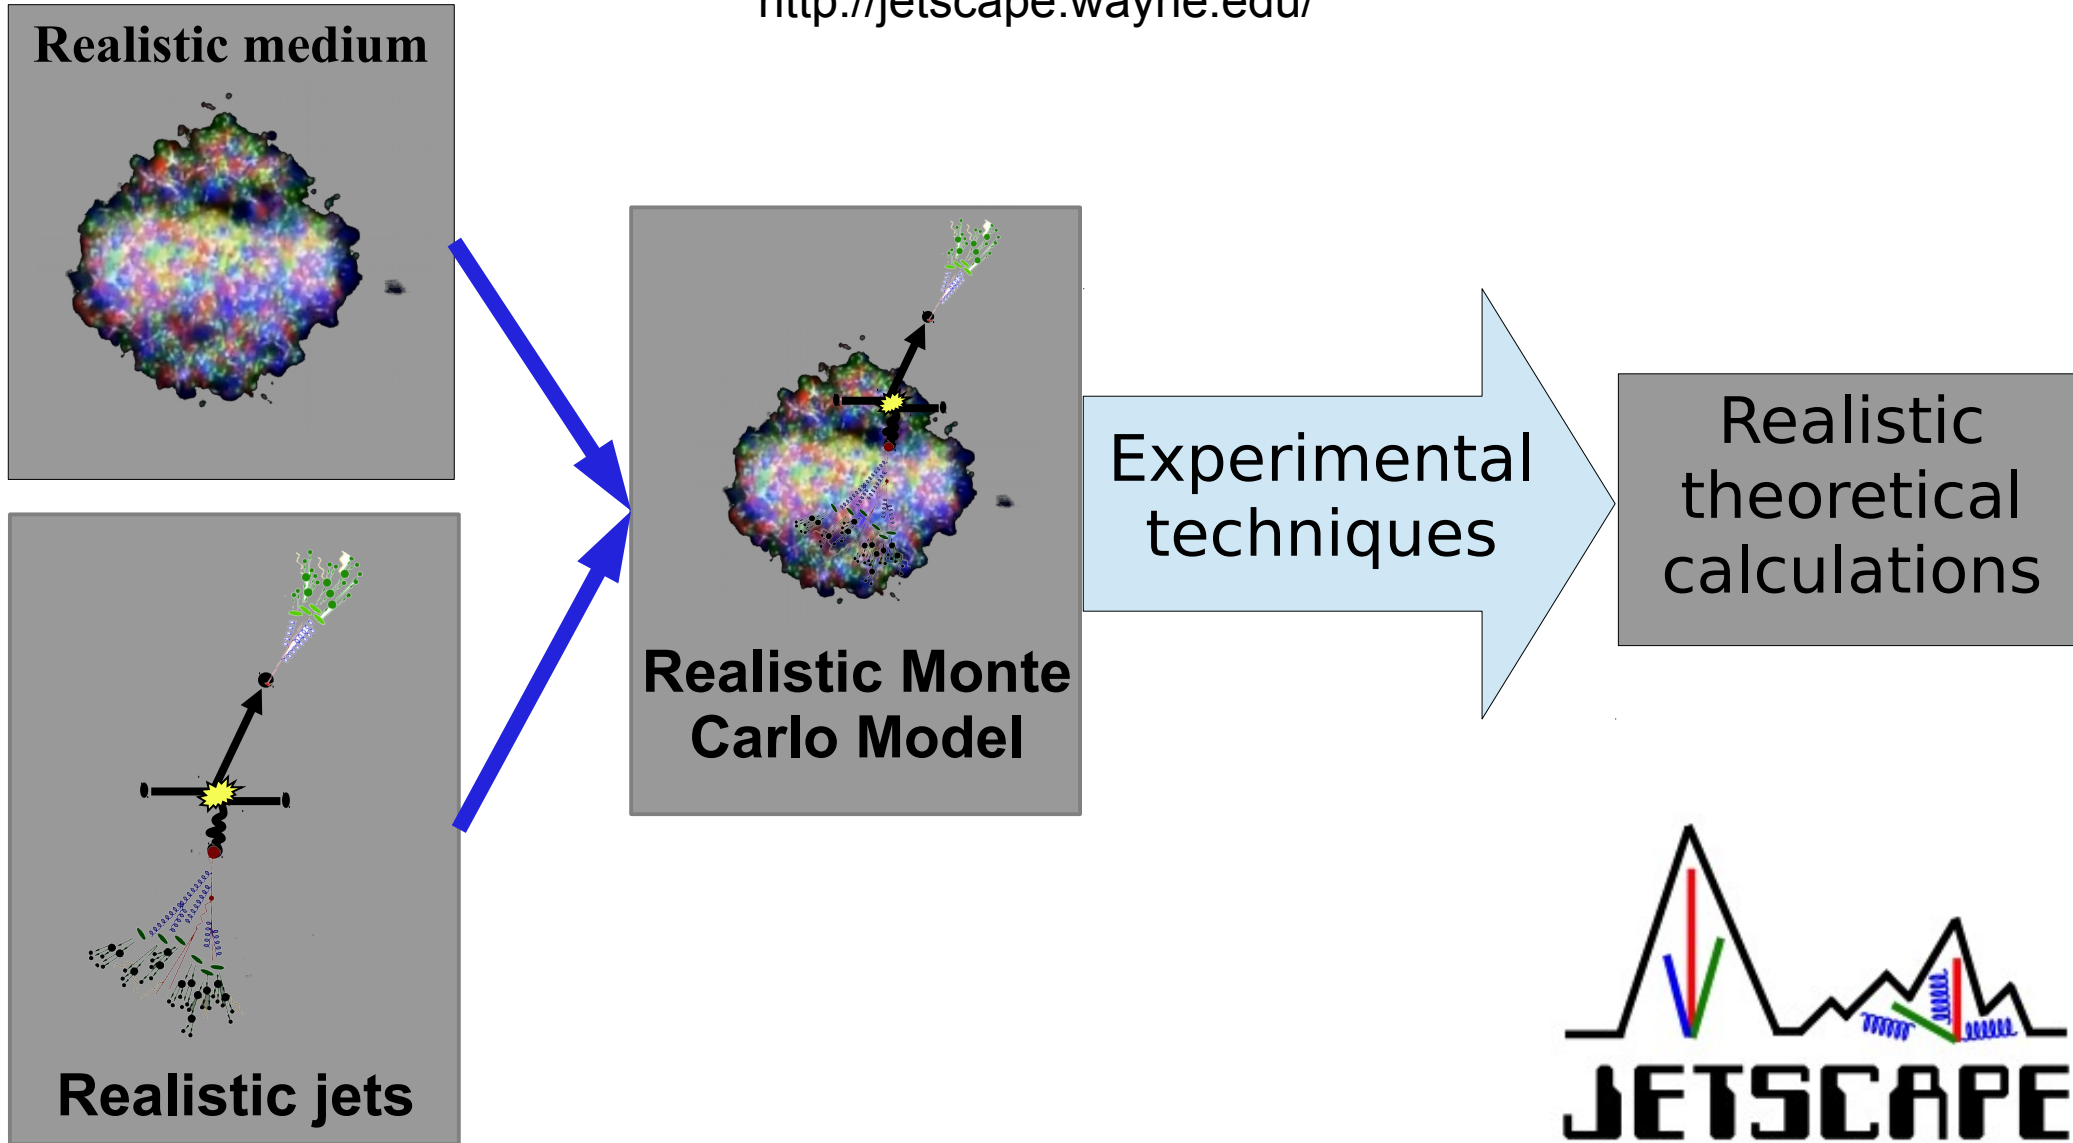 http://jetscape.wayne.edu/
Realistic medium
Realistic Monte
Carlo Model
Experimental
techniques
Realistic
theoretical
calculations
Realistic jets
JETSCAPE